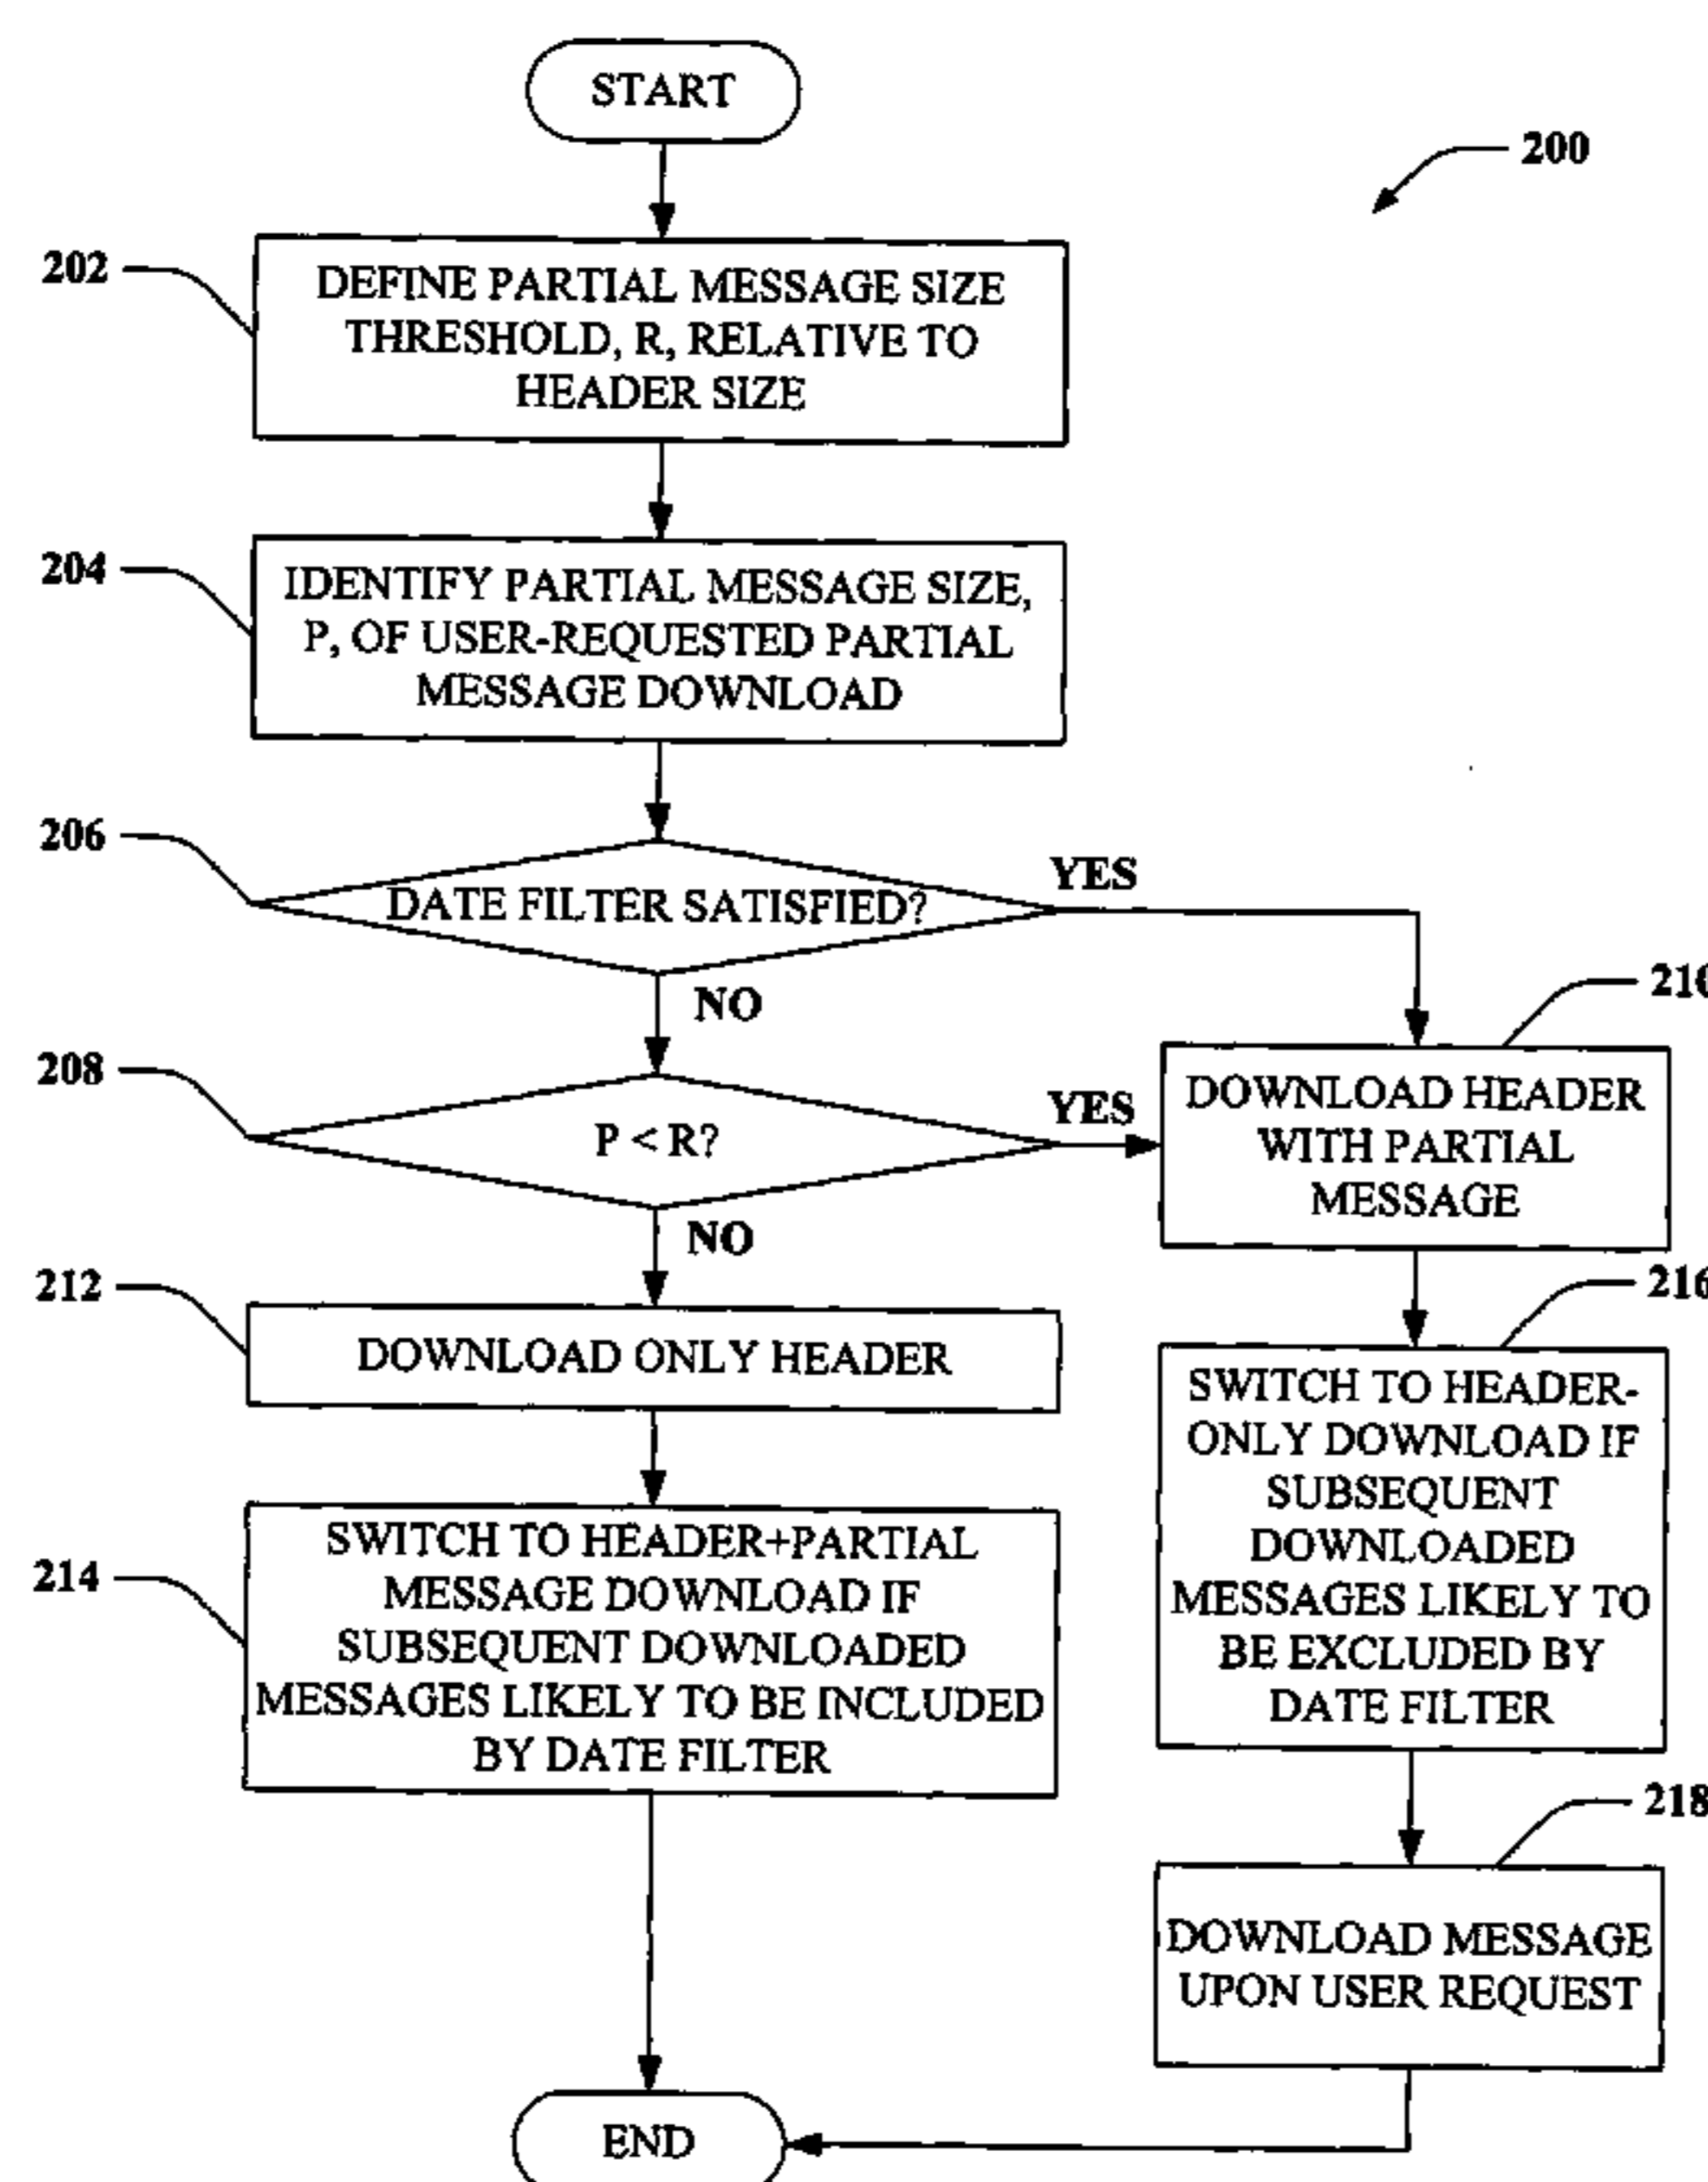 START
200
202
DEFINE PARTIAL MESSAGE SIZE
THRESHOLD, R, RELATIVE TO
HEADER SIZE
204
IDENTIFY PARTIAL MESSAGE SIZE,
P, OF USER-REQUESTED PARTIAL
MESSAGE DOWNLOAD
206
DATE FILTER SATISFIED?
YES
NO
208
P < R?
YES
NO
210
DOWNLOAD HEADER
WITH PARTIAL
MESSAGE
212
DOWNLOAD ONLY HEADER
216
SWITCH TO HEADER-
ONLY DOWNLOAD IF
SUBSEQUENT
DOWNLOADED
MESSAGES LIKELY TO
BE EXCLUDED BY
DATE FILTER
214
SWITCH TO HEADER+PARTIAL
MESSAGE DOWNLOAD IF
SUBSEQUENT DOWNLOADED
MESSAGES LIKELY TO BE INCLUDED
BY DATE FILTER
218
DOWNLOAD MESSAGE
UPON USER REQUEST
END